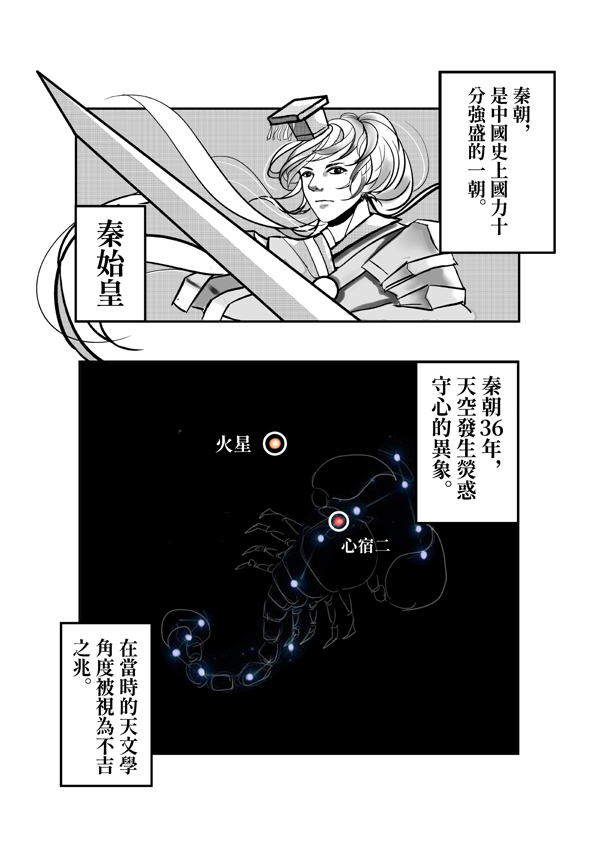 秦朝，
是中國史上國力十
分強盛的一朝。
秦始皇
秦朝36年，
天空發生熒惑
守心的異象。
火星
心宿二
在當時的天文學
角度被視為不吉
之兆。